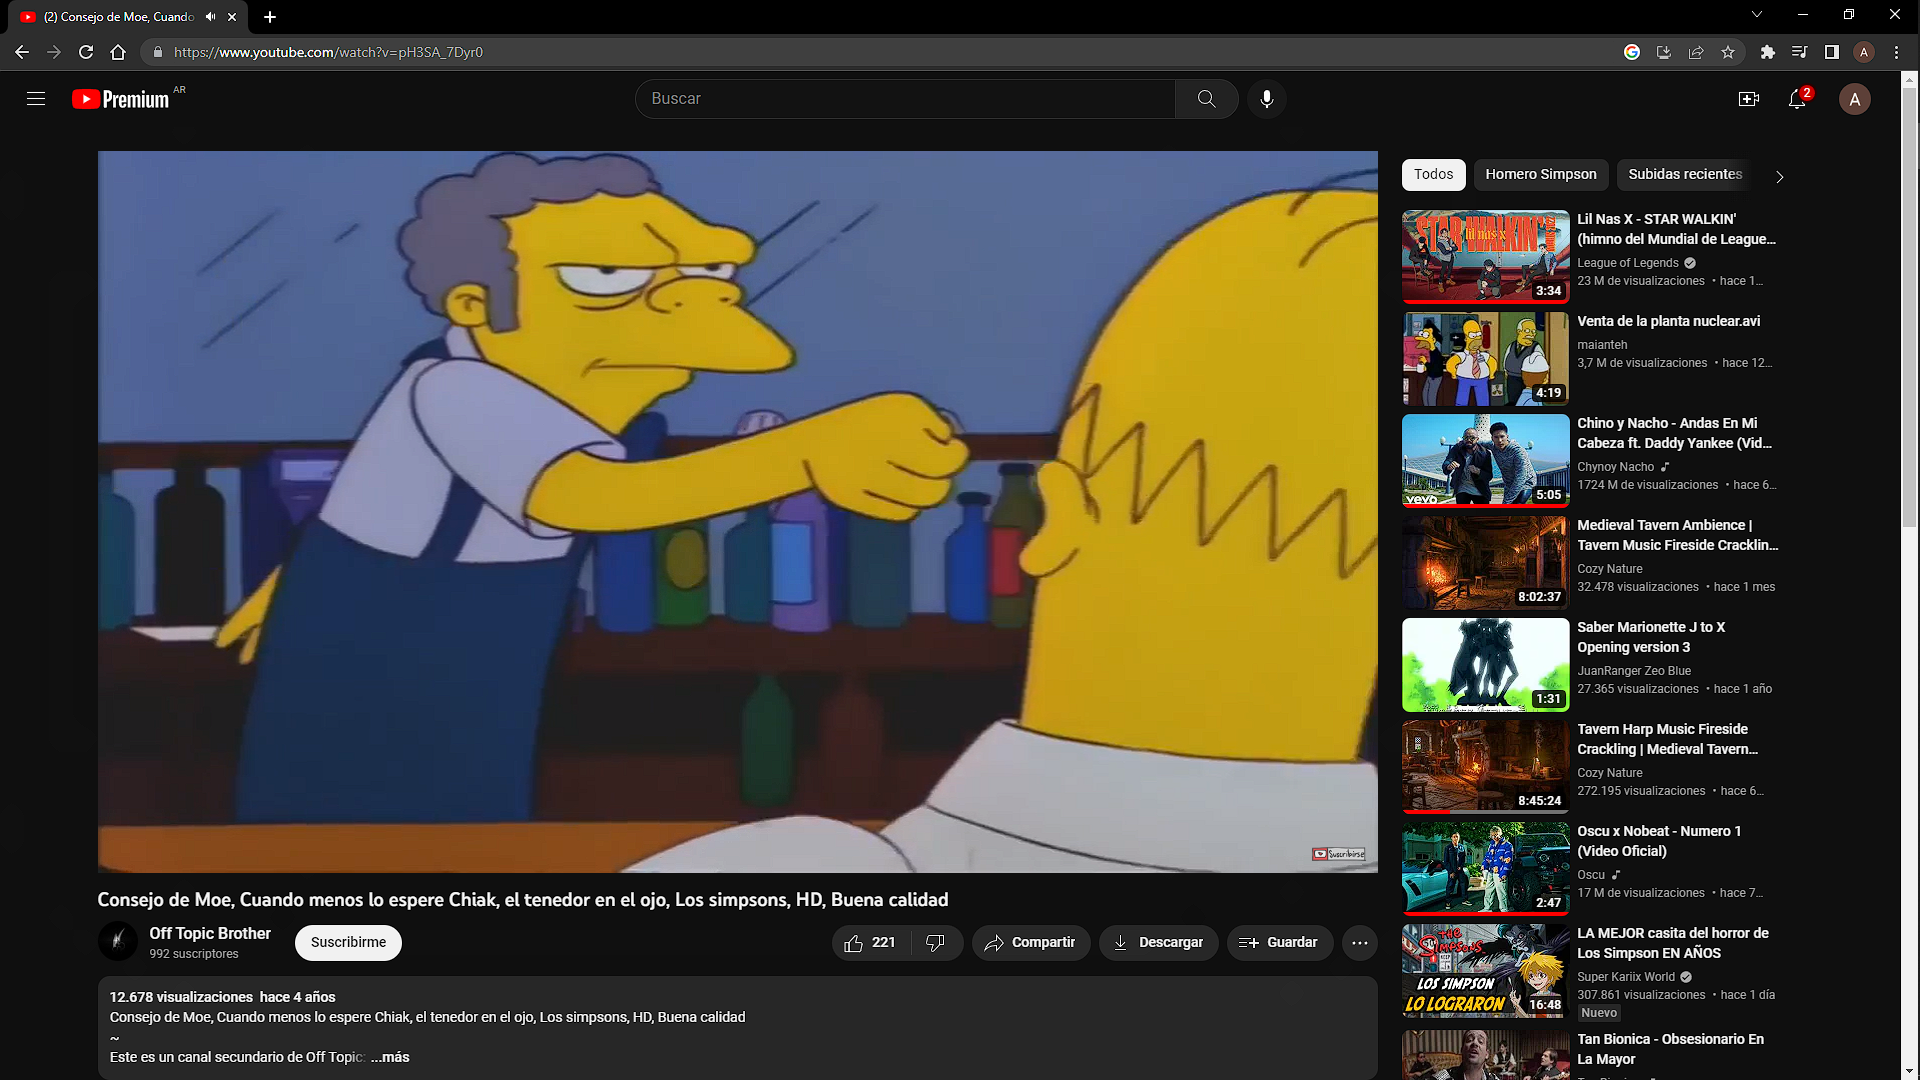 (2) Consejo de Moe, Cuando
https://www.youtube.com/watch?v=pH3SA_7Dyr0
A
Premium AR
Buscar
2
A
Suscribirse
Consejo de Moe, Cuando menos lo espere Chiak, el tenedor en el ojo, Los simpsons, HD, Buena calidad
Off Topic Brother
992 suscriptores
Suscribirme
221
Compartir
Descargar
Guardar
12.678 visualizaciones hace 4 años
Consejo de Moe, Cuando menos lo espere Chiak, el tenedor en el ojo, Los simpsons, HD, Buena calidad
~
Este es un canal secundario de Off Topic: ...más
Todos
Homero Simpson
Subidas recientes
STAR WALKIN'
lil nas x
3:34
Lil Nas X - STAR WALKIN'
(himno del Mundial de League...
League of Legends
23 M de visualizaciones • hace 1...
4:19
Venta de la planta nuclear.avi
maianteh
3,7 M de visualizaciones • hace 12...
vevo
5:05
Chino y Nacho - Andas En Mi
Cabeza ft. Daddy Yankee (Vid...
Chynoy Nacho
1724 M de visualizaciones • hace 6...
8:02:37
Medieval Tavern Ambience |
Tavern Music Fireside Cracklin...
Cozy Nature
32.478 visualizaciones • hace 1 mes
1:31
Saber Marionette J to X
Opening version 3
JuanRanger Zeo Blue
27.365 visualizaciones • hace 1 año
8:45:24
Tavern Harp Music Fireside
Crackling | Medieval Tavern...
Cozy Nature
272.195 visualizaciones • hace 6...
2:47
Oscu x Nobeat - Numero 1
(Video Oficial)
Oscu
17 M de visualizaciones • hace 7...
THE
SIMPSONS
LOS SIMPSON
LO LOGRARON
16:48
LA MEJOR casita del horror de
Los Simpson EN AÑOS
Super Kariix World
307.861 visualizaciones • hace 1 día
Nuevo
Tan Bionica - Obsesionario En
La Mayor